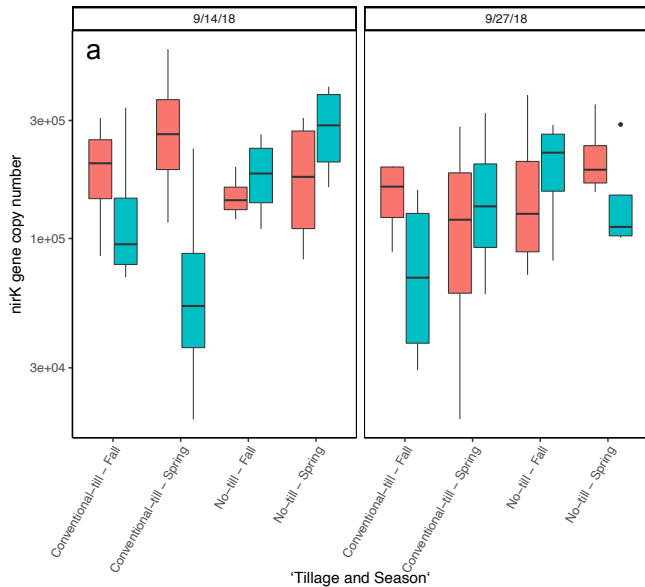 9/14/18
9/27/18
a
nirK gene copy number
3e+05
1e+05
3e+04
Conventional−till − Fall
Conventional−till − Spring
No−till − Fall
No−till − Spring
Conventional−till − Fall
Conventional−till − Spring
No−till − Fall
No−till − Spring
‘Tillage and Season‘